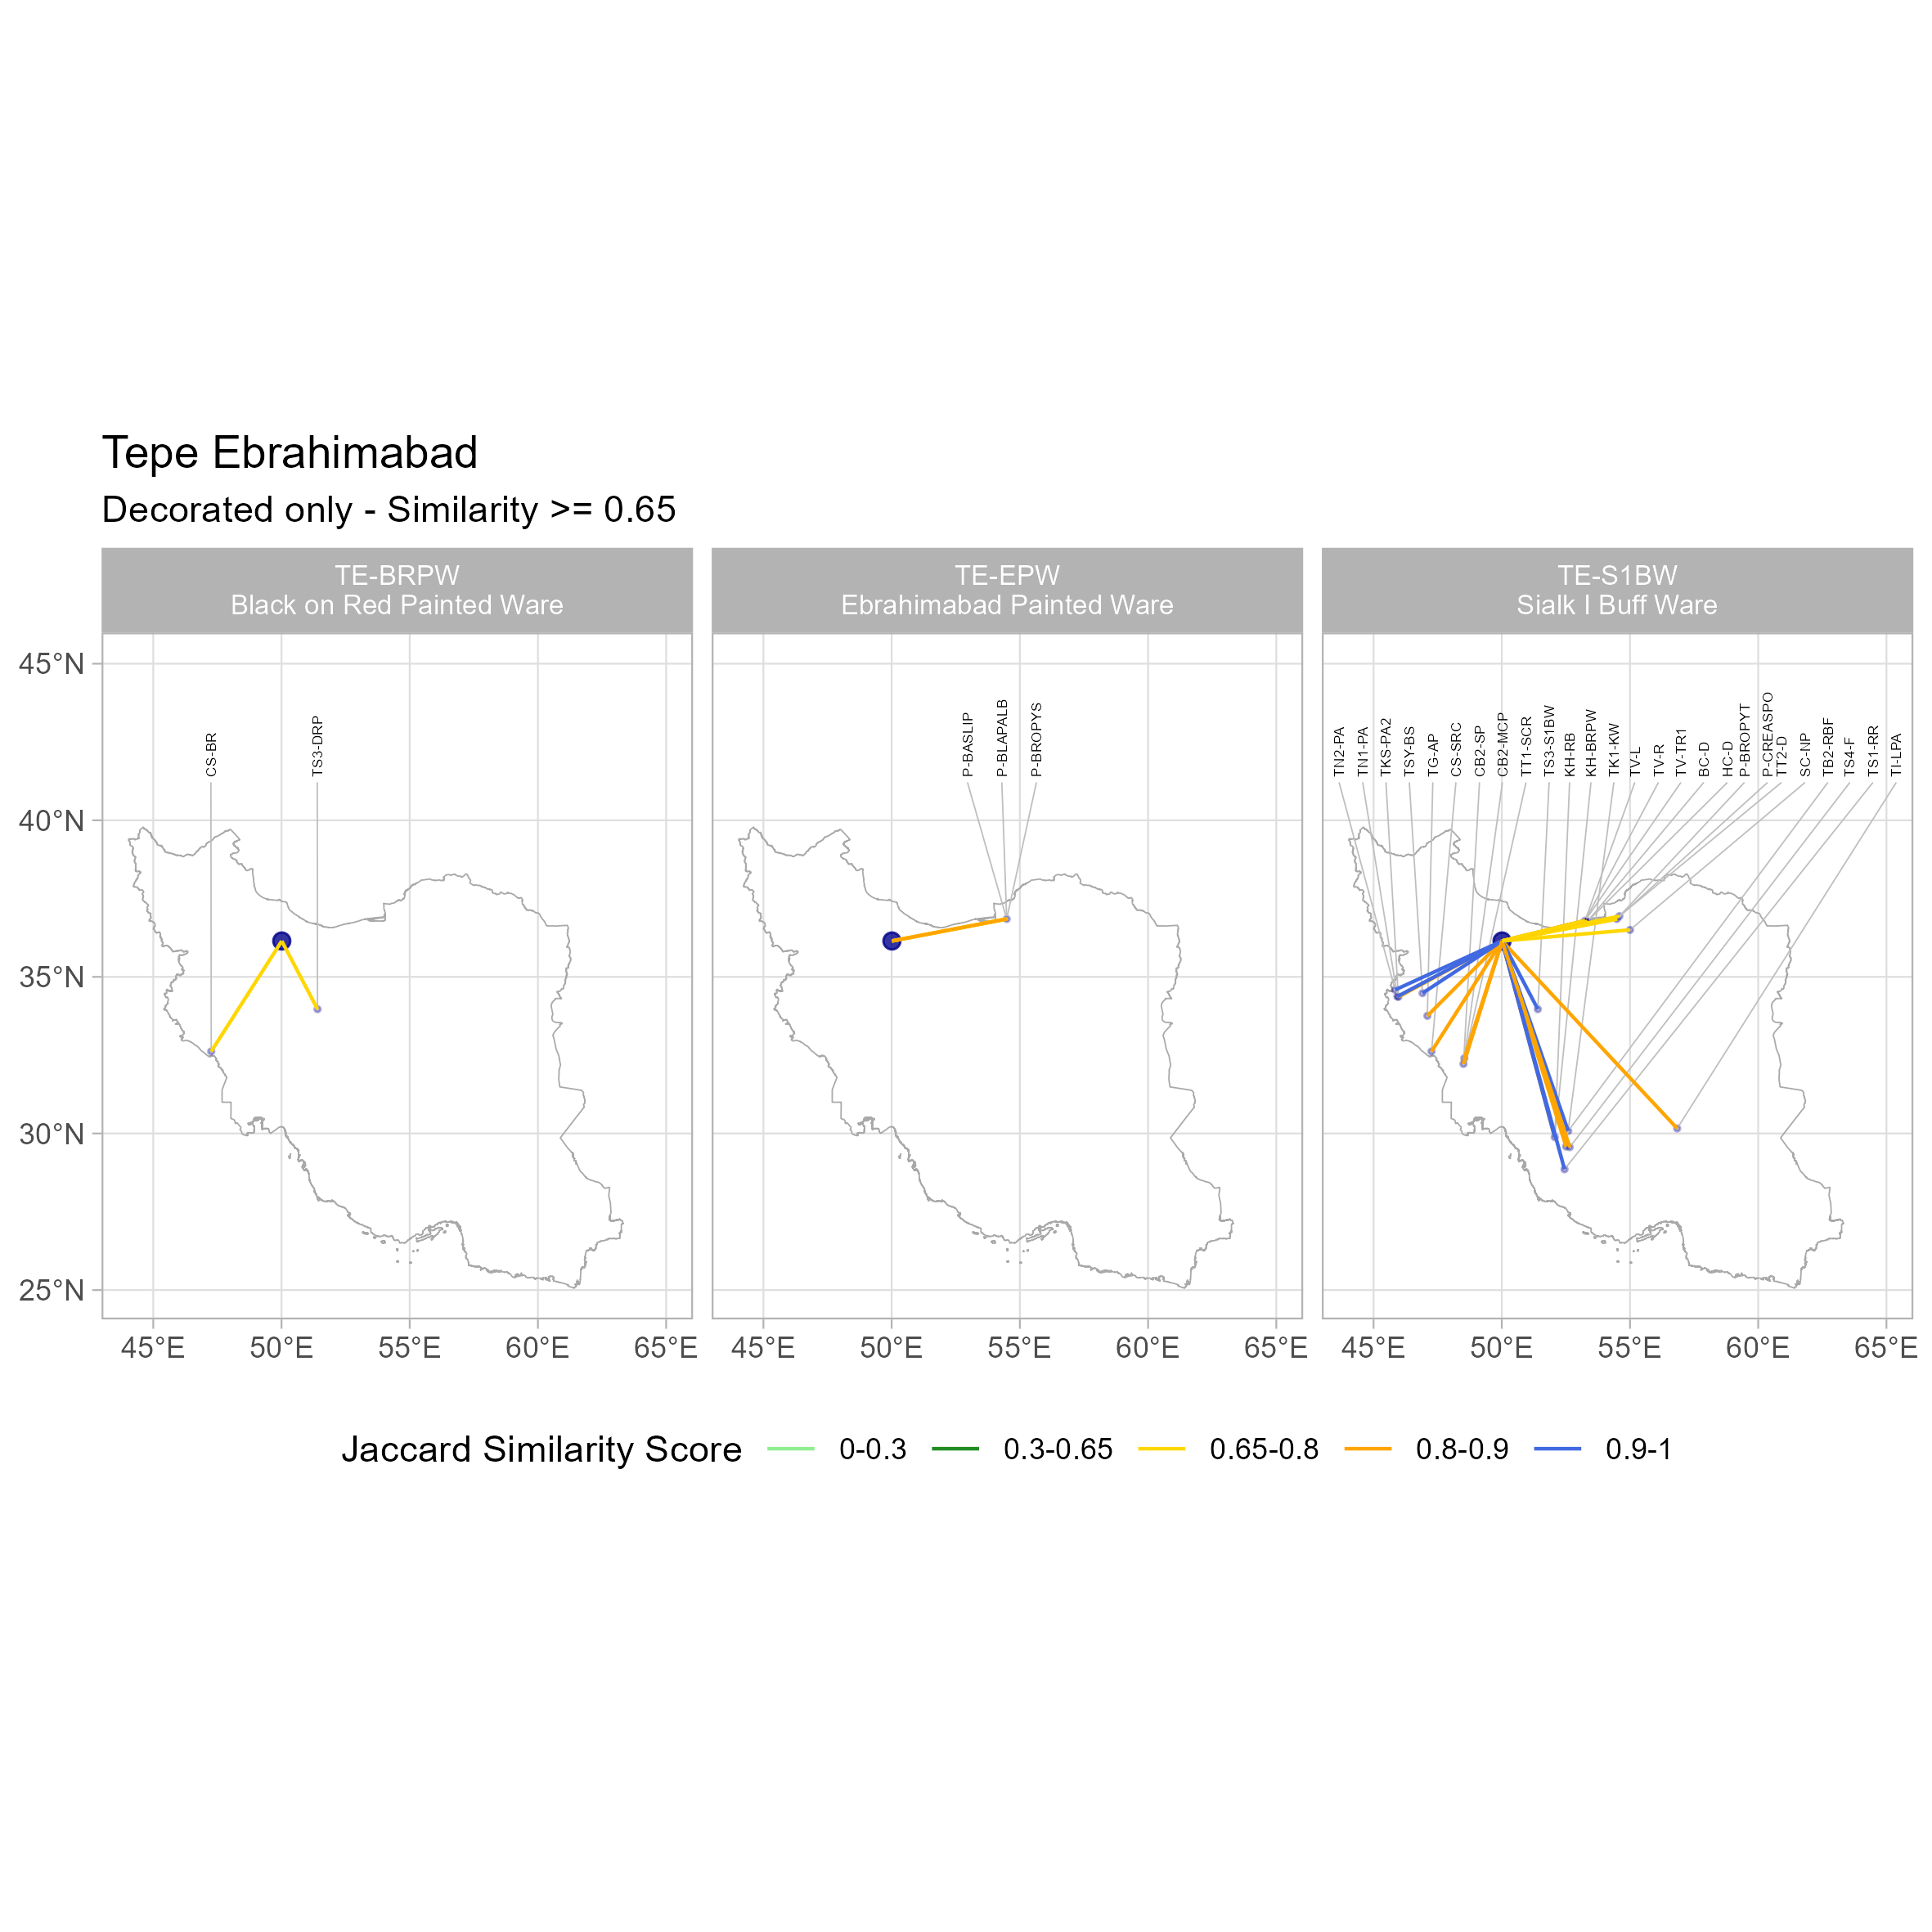 Tepe Ebrahimabad
Decorated only - Similarity >= 0.65
TE-BRPW
Black on Red Painted Ware
TE-EPW
Ebrahimabad Painted Ware
TE-S1BW
Sialk I Buff Ware
45°N
40°N
35°N
30°N
25°N
CS-BR
TS3-DRP
P-BASLIP
P-BLAPALB
P-BROPYS
TN2-PA
TN1-PA
TKS-PA2
TSY-BS
TG-AP
CS-SRC
CB2-SP
CB2-MCP
TT1-SCR
TS3-S1BW
KH-RB
KH-BRPW
TK1-KW
TV-L
TV-R
TV-TR1
BC-D
HC-D
P-BROPYT
P-CREASPO
TT2-D
SC-NP
TB2-RBF
TS4-F
TS1-RR
TI-LPA
45°E 50°E 55°E 60°E 65°E
45°E 50°E 55°E 60°E 65°E
45°E 50°E 55°E 60°E 65°E
Jaccard Similarity Score 0-0.3 0.3-0.65 0.65-0.8 0.8-0.9 0.9-1